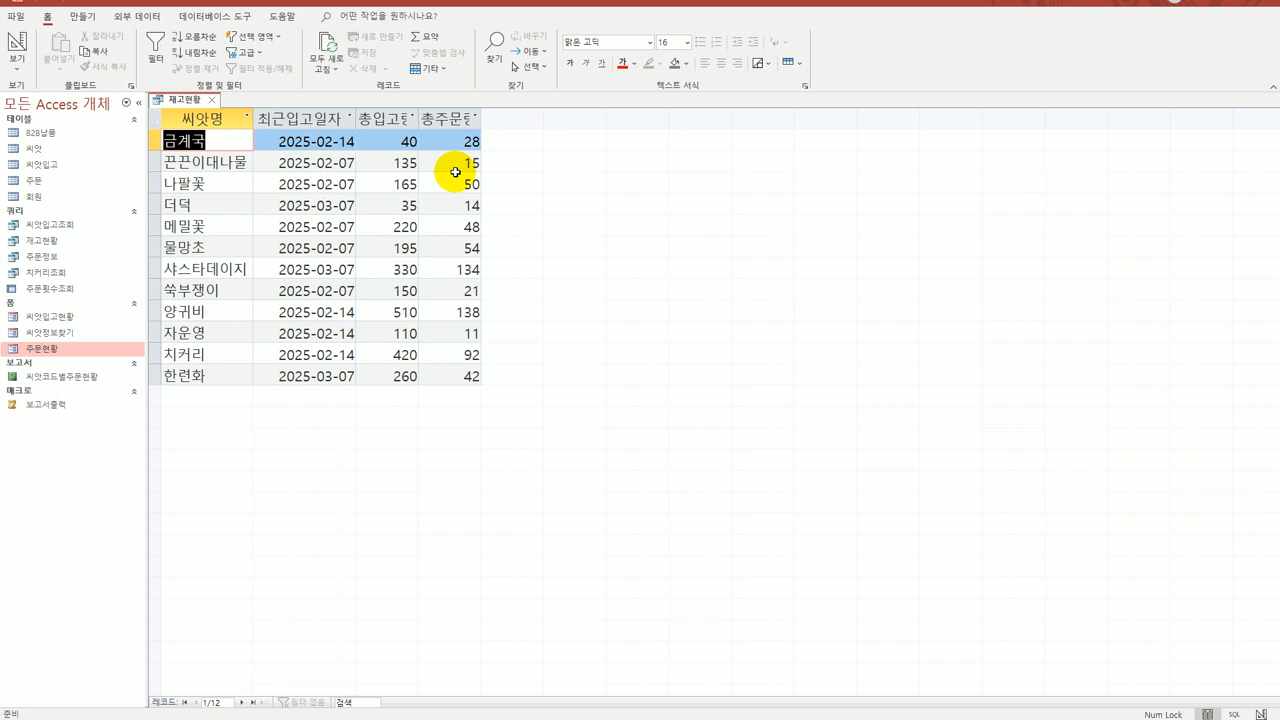 파일 홈 만들기 외부 데이터 데이터베이스 도구 도움말 어떤 작업을 원하시나요?
보기 붙여넣기 잘라내기 복사 서식 복사 필터 오름차순 내림차순 정렬 제거 선택 영역 고급 필터 적용/해제 모두 새로 고침 새로 만들기 저장 삭제 요약 맞춤법 검사 기타 찾기 바꾸기 이동 선택 맑은 고딕 16 가 가 가 가
보기 클립보드 정렬 및 필터 레코드 찾기 텍스트 서식
모든 Access 개체
테이블
B2B납품
씨앗
씨앗입고
주문
회원
쿼리
씨앗입고조회
재고현황
주문정보
치커리조회
주문횟수조회
폼
씨앗입고현황
씨앗정보찾기
주문현황
보고서
씨앗코드별주문현황
매크로
보고서출력
재고현황
씨앗명 최근입고일자 총입고량 총주문량
금계국 2025-02-14 40 28
끈끈이대나물 2025-02-07 135 15
나팔꽃 2025-02-07 165 50
더덕 2025-03-07 35 14
메밀꽃 2025-02-07 220 48
물망초 2025-02-07 195 54
샤스타데이지 2025-03-07 330 134
쑥부쟁이 2025-02-07 150 21
양귀비 2025-02-14 510 138
자운영 2025-02-14 110 11
치커리 2025-02-14 420 92
한련화 2025-03-07 260 42
레코드: 1/12 필터 없음 검색
준비 Num Lock SQL